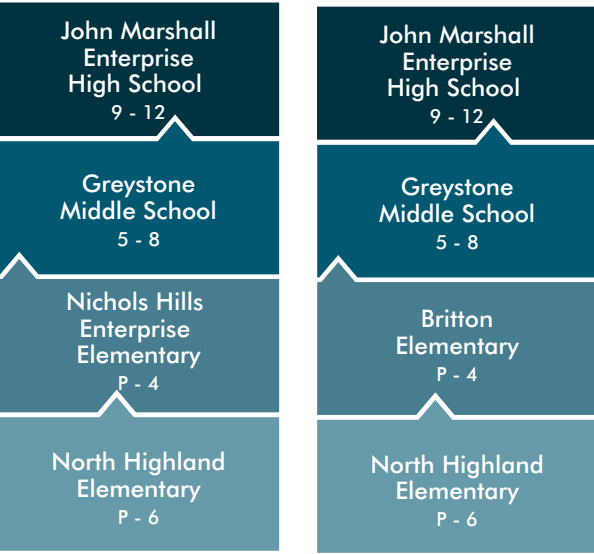 John Marshall
Enterprise
High School
9 - 12
Greystone
Middle School
5 - 8
Nichols Hills
Enterprise
Elementary
P - 4
North Highland
Elementary
P - 6
John Marshall
Enterprise
High School
9 - 12
Greystone
Middle School
5 - 8
Britton
Elementary
P - 4
North Highland
Elementary
P - 6